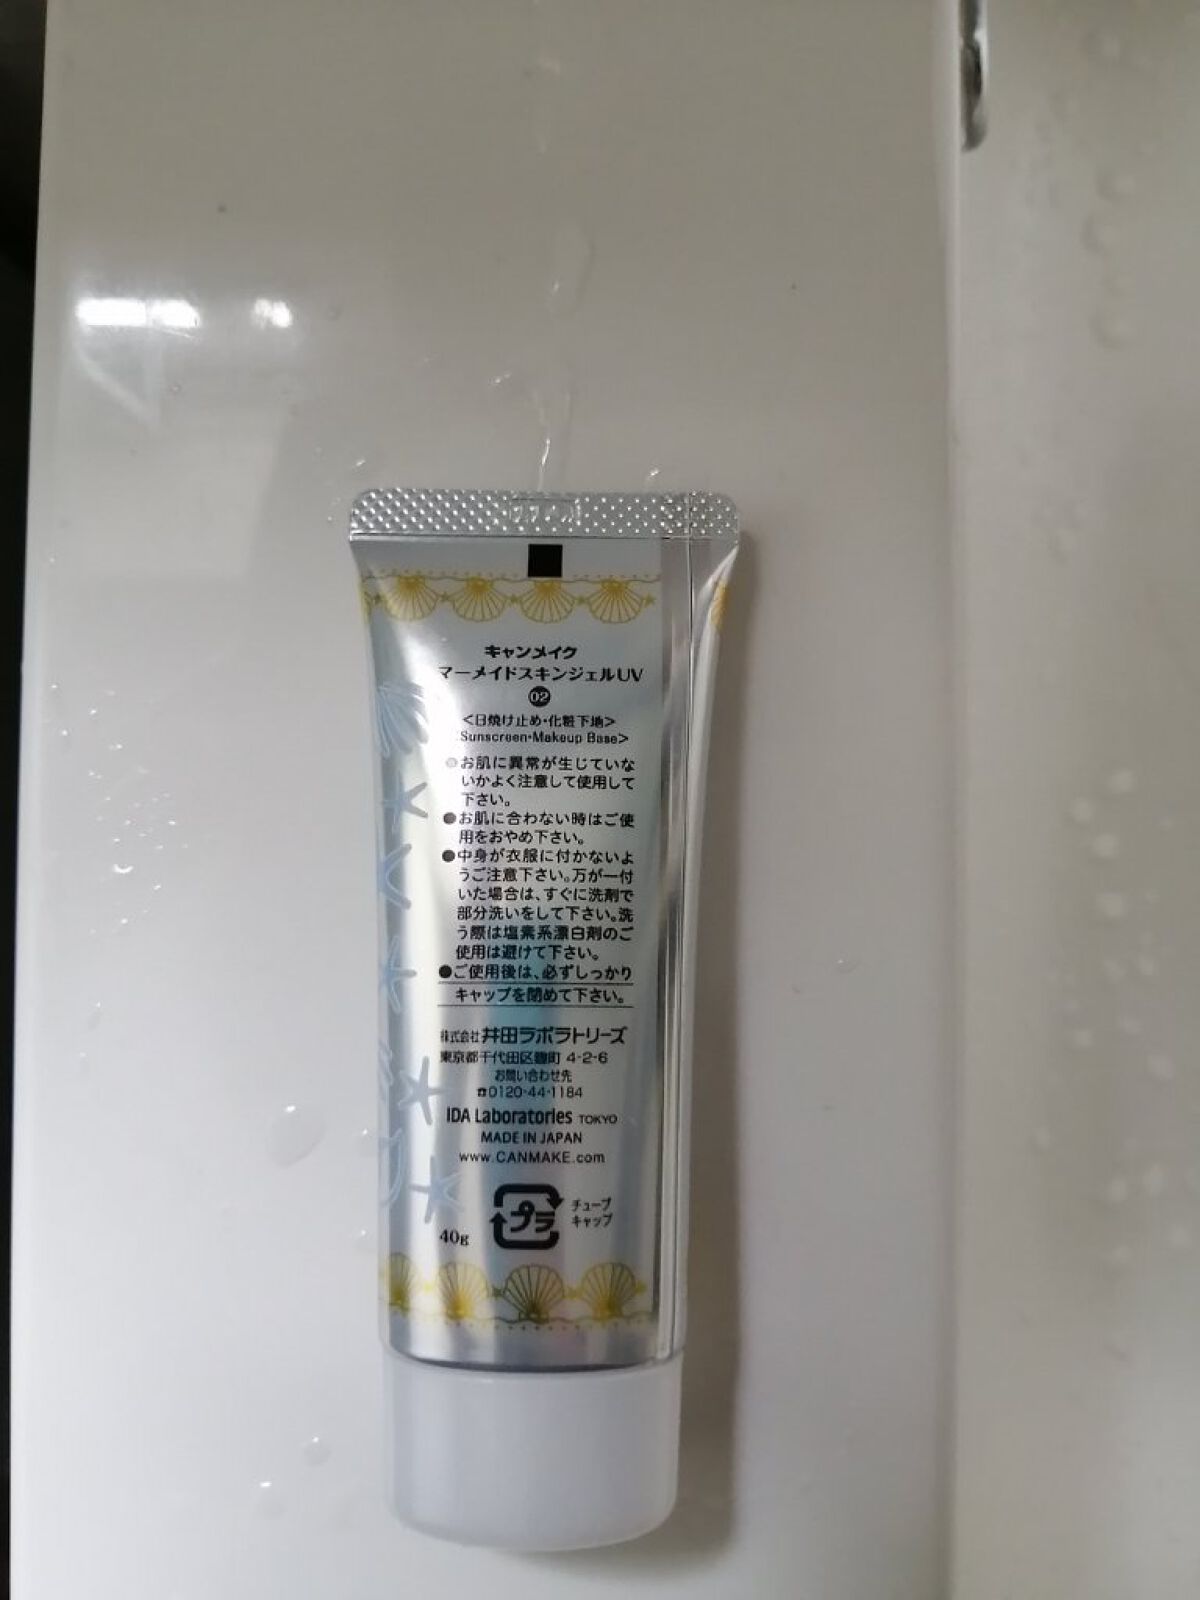 キャンメイク
マーメイドスキンジェルUV
02
<日焼け止め・化粧下地>
Sunscreen・Makeup Base>
●お肌に異常が生じていな
いかよく注意して使用して
下さい。
●お肌に合わない時はご使
用をおやめ下さい。
●中身が衣服に付かないよ
うご注意下さい。万が一付
いた場合は、すぐに洗剤で
部分洗いをして下さい。洗
う際は塩素系漂白剤のご
使用は避けて下さい。
●ご使用後は、必ずしっかり
キャップを閉めて下さい。
株式会社 井田ラボラトリーズ
東京都千代田区麹町 4-2-6
お問い合わせ先
☎0120-44-1184
IDA Laboratories TOKYO
MADE IN JAPAN
www.CANMAKE.com
プラ
チューブ
キャップ
40g